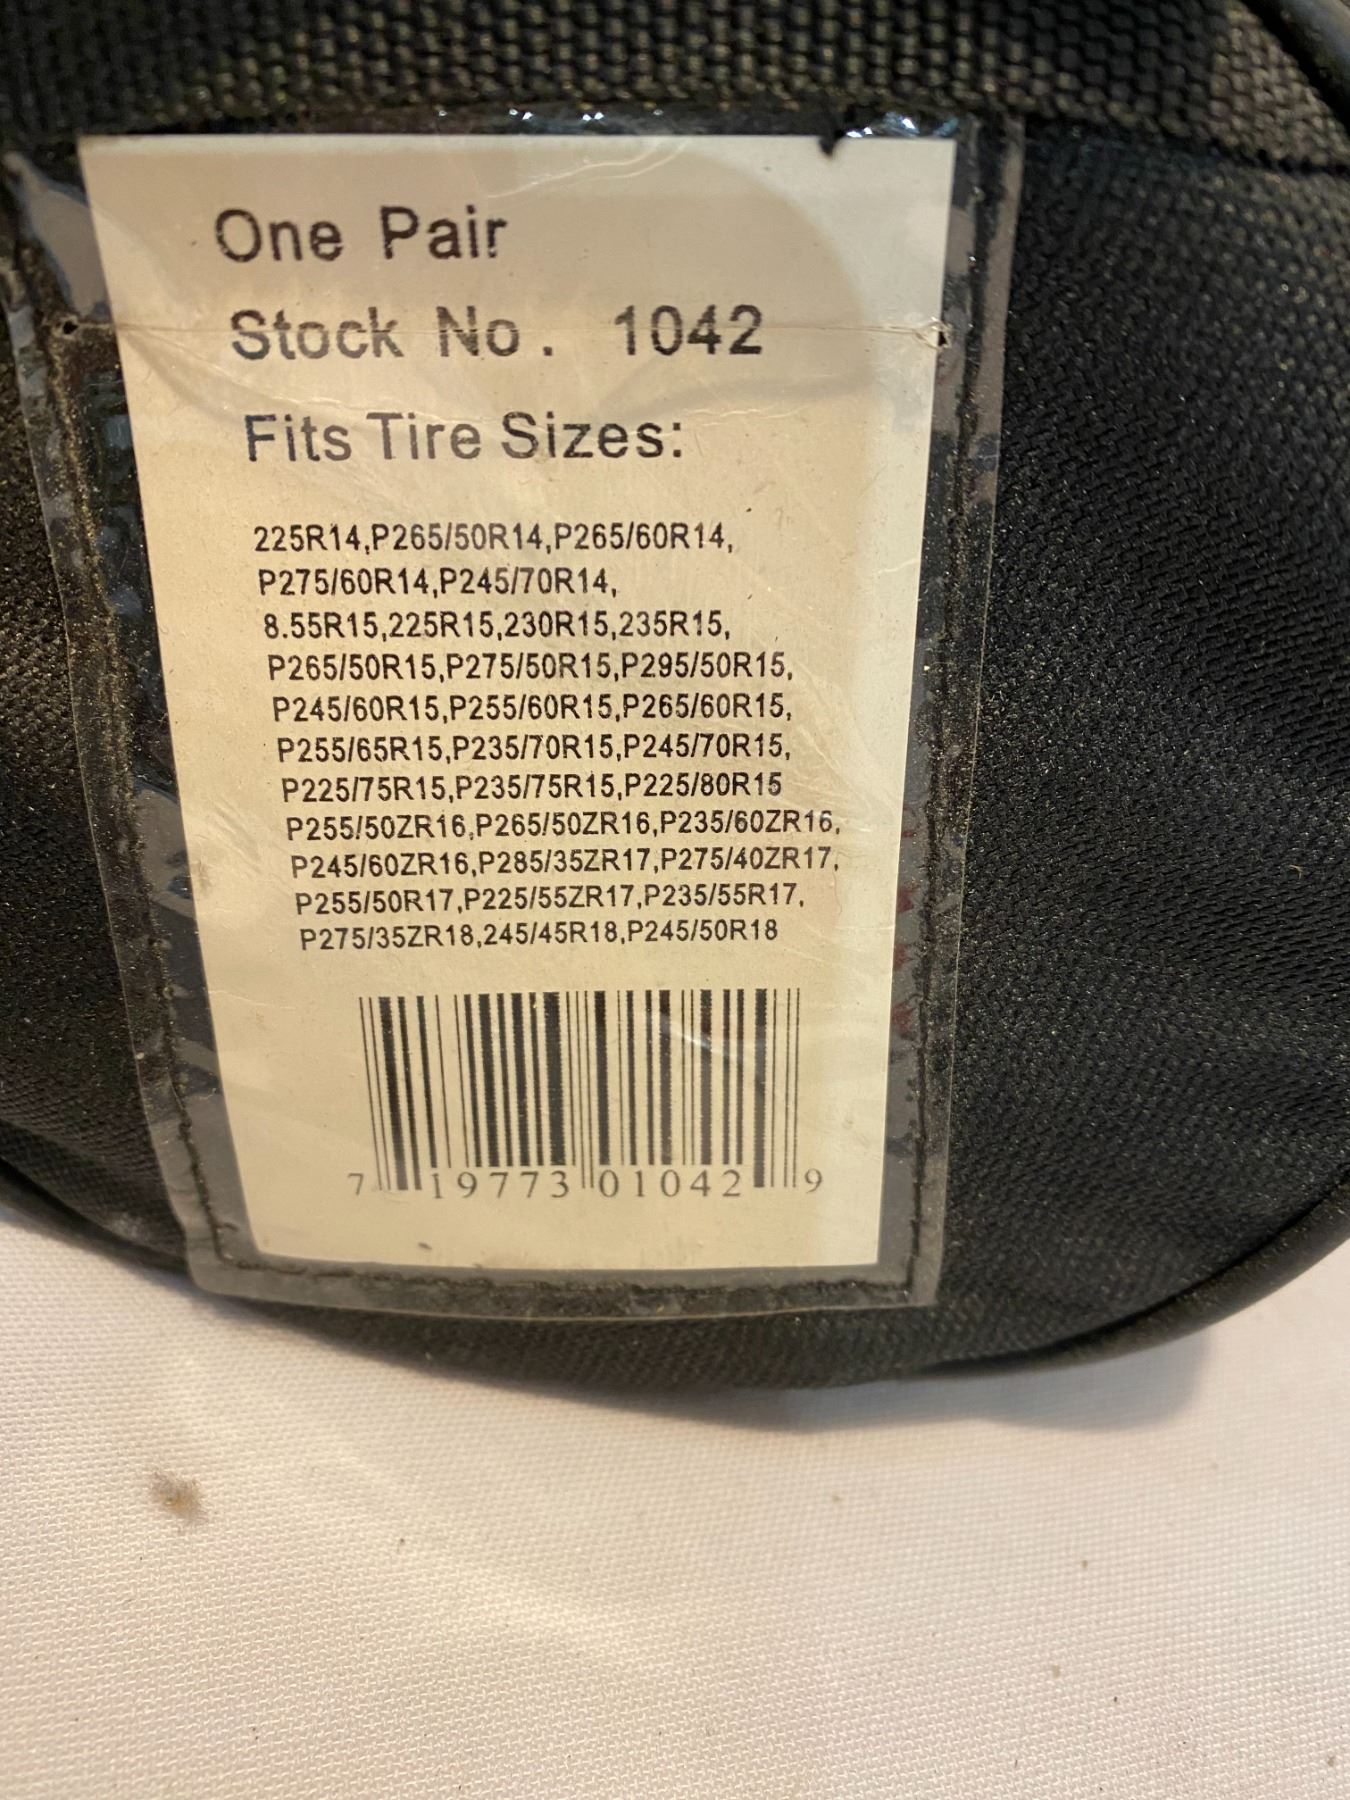 One Pair
Stock No. 1042
Fits Tire Sizes:
225R14,P265/50R14,P265/60R14,
P275/60R14,P245/70R14,
8.55R15,225R15,230R15,235R15,
P265/50R15,P275/50R15,P295/50R15,
P245/60R15,P255/60R15,P265/60R15,
P255/65R15,P235/70R15,P245/70R15,
P225/75R15,P235/75R15,P225/80R15
P255/50ZR16,P265/50ZR16,P235/60ZR16,
P245/60ZR16,P285/35ZR17,P275/40ZR17,
P255/50R17,P225/55ZR17,P235/55R17,
P275/35ZR18,245/45R18,P245/50R18
7 19773 01042 9